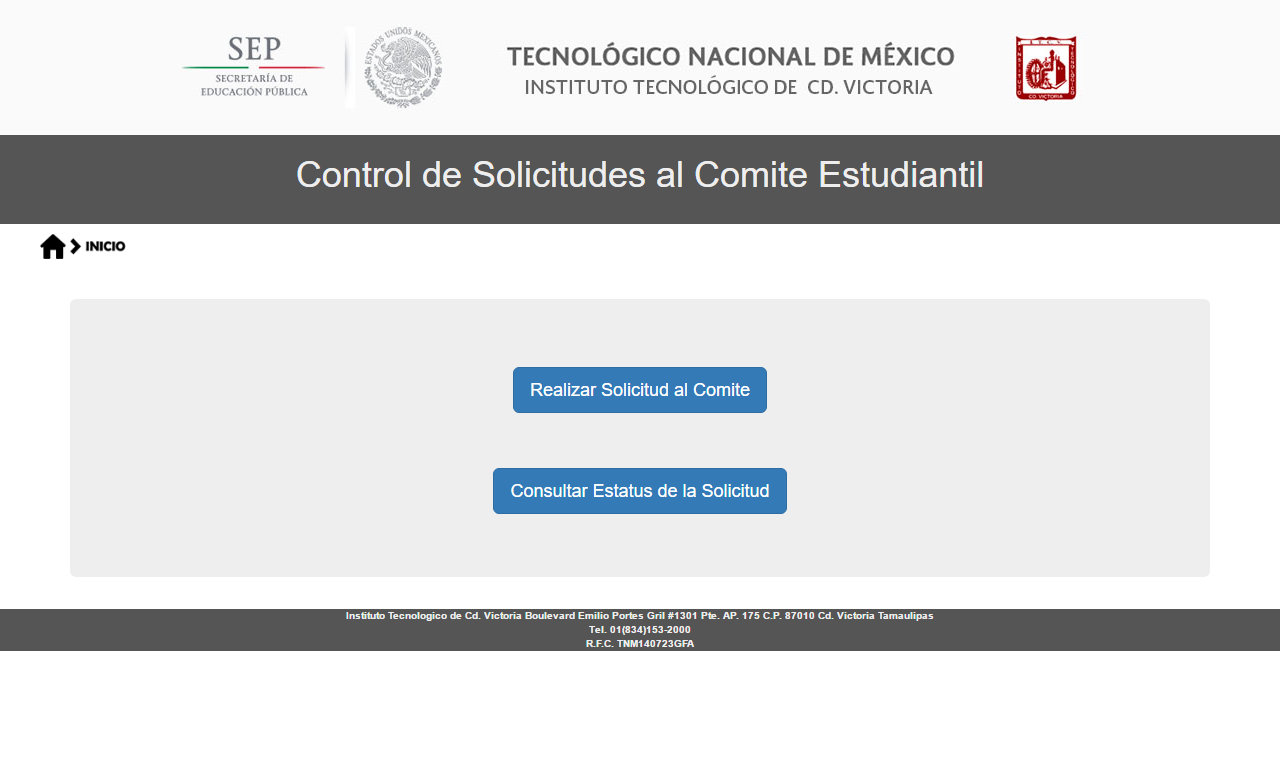 SEP
SECRETARÍA DE
EDUCACIÓN PÚBLICA
ESTADOS UNIDOS MEXICANOS
TECNOLÓGICO NACIONAL DE MÉXICO
INSTITUTO TECNOLÓGICO DE CD. VICTORIA
INSTITUTO
TECNOLÓGICO
CD. VICTORIA
Control de Solicitudes al Comite Estudiantil
INICIO
Realizar Solicitud al Comite
Consultar Estatus de la Solicitud
Instituto Tecnologico de Cd. Victoria Boulevard Emilio Portes Gril #1301 Pte. AP. 175 C.P. 87010 Cd. Victoria Tamaulipas
Tel. 01(834)153-2000
R.F.C. TNM140723GFA